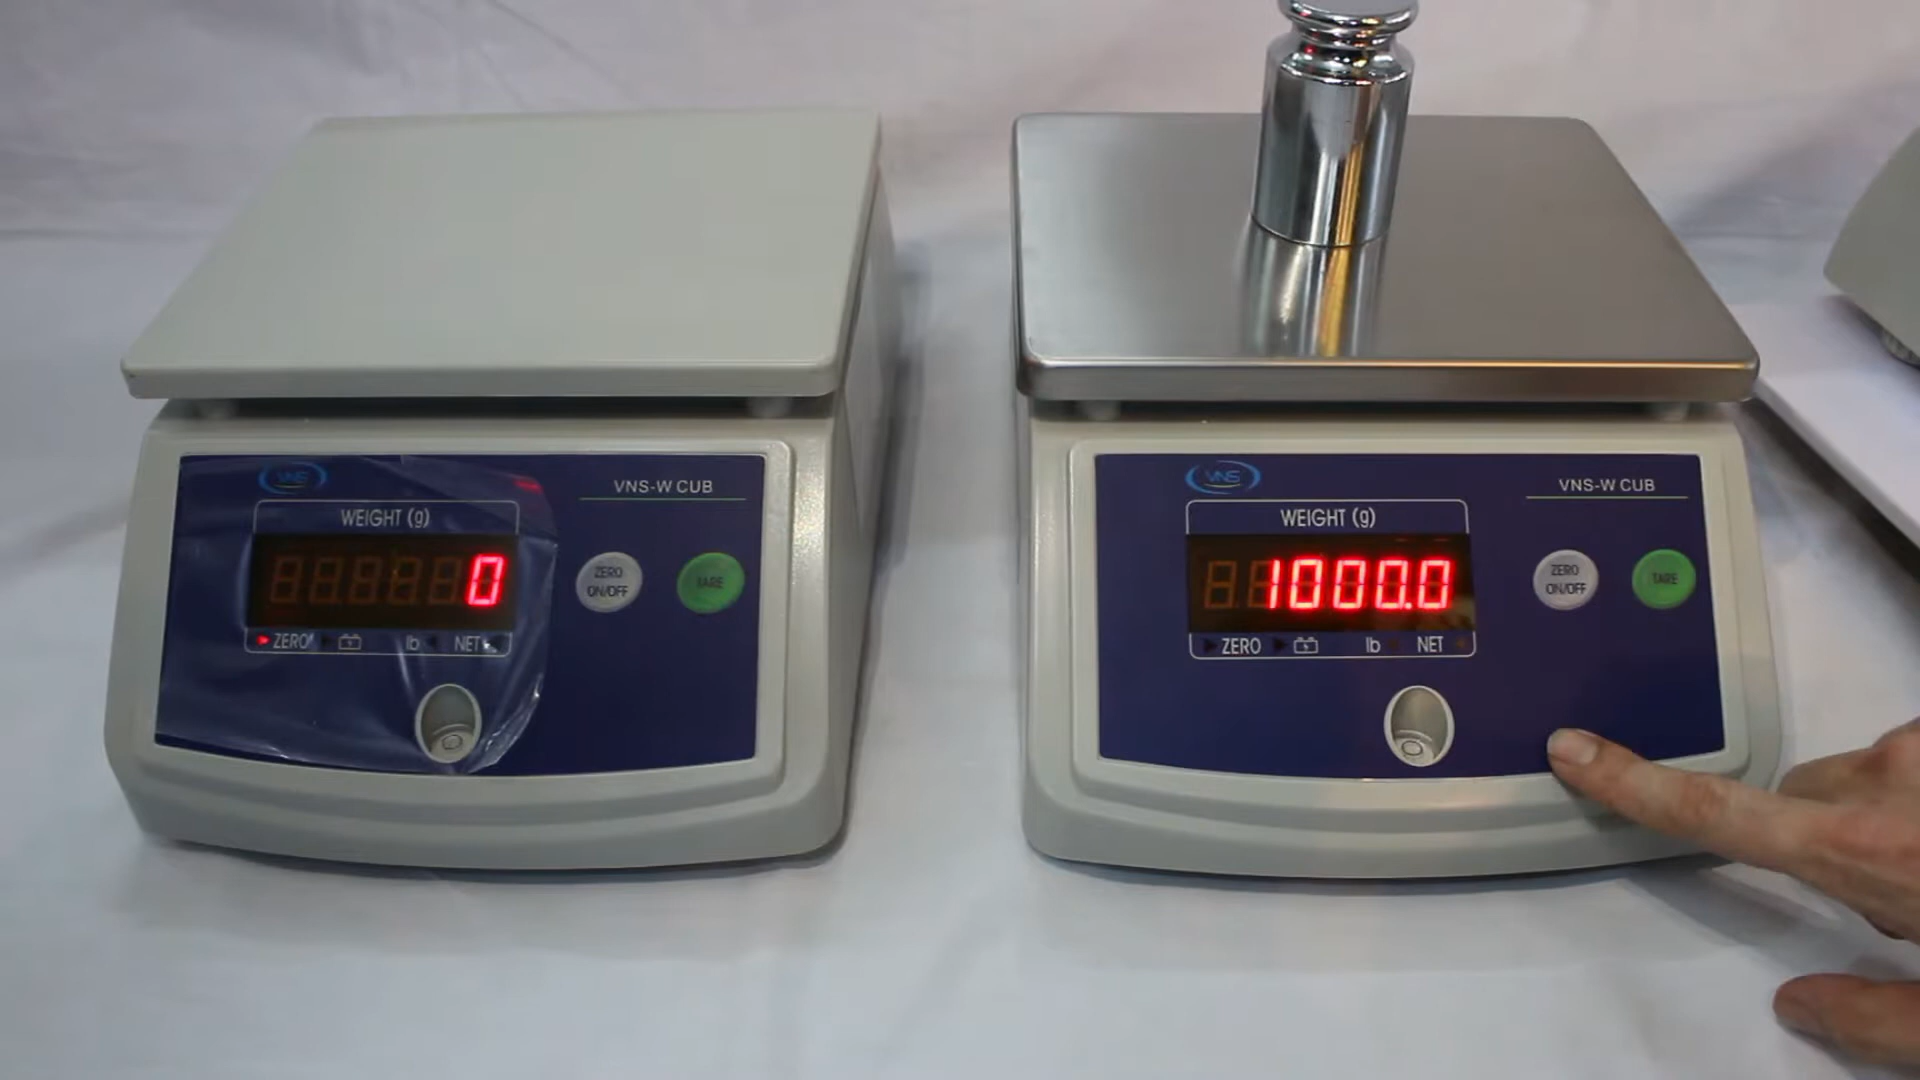 VNS
VNS-W CUB
WEIGHT (g)
0
ZERO
ON/OFF
TARE
ZERO
lb
NET
VNS
VNS-W CUB
WEIGHT (g)
1000.0
ZERO
ON/OFF
TARE
ZERO
lb
NET